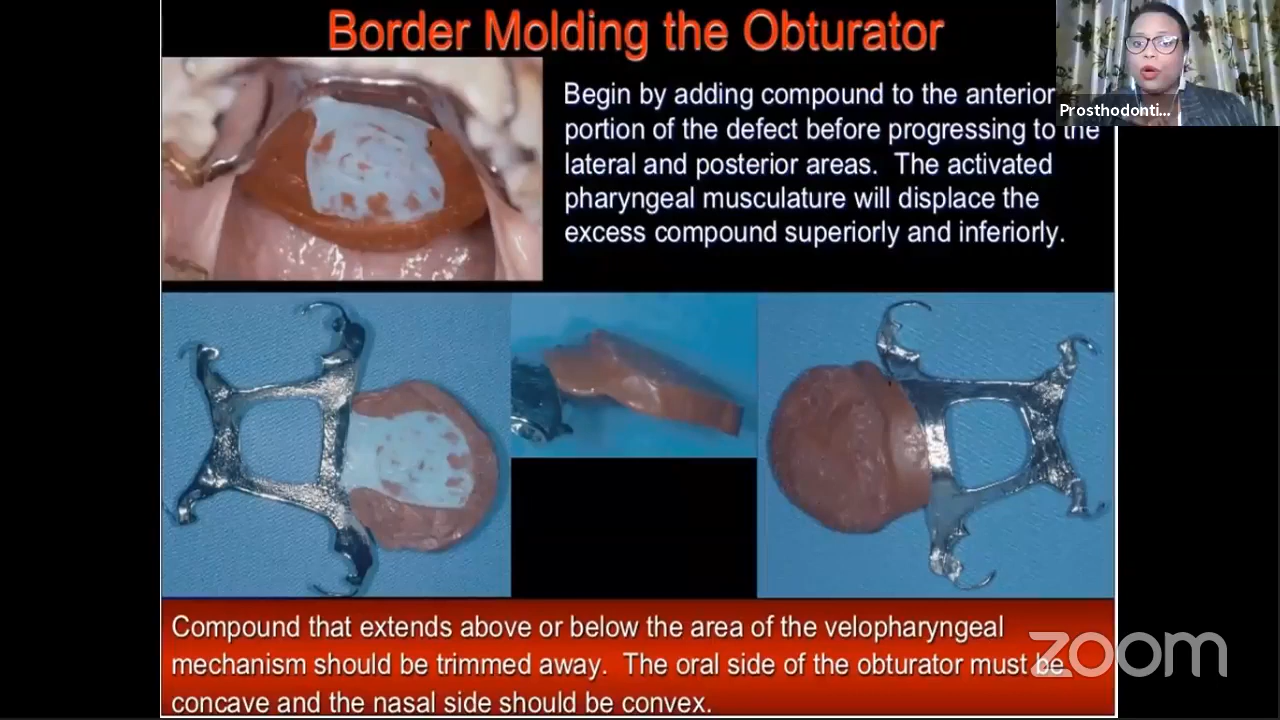 Border Molding the Obturator
Begin by adding compound to the anterior
portion of the defect before progressing to the
lateral and posterior areas. The activated
pharyngeal musculature will displace the
excess compound superiorly and inferiorly.
Prosthodonti...
Compound that extends above or below the area of the velopharyngeal
mechanism should be trimmed away. The oral side of the obturator must be
concave and the nasal side should be convex.
zoom